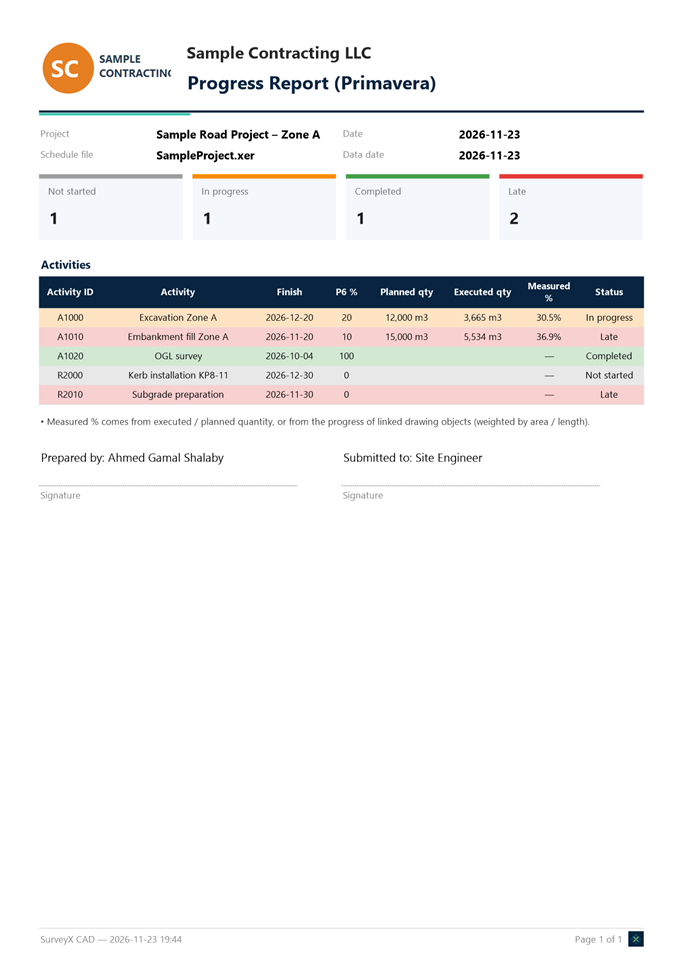 SC
SAMPLE
Sample Contracting LLC
Progress Report (Primavera)
Project Sample Road Project – Zone A Date 2026-11-23
Schedule file SampleProject.xer Data date 2026-11-23
Not started In progress Completed Late
1 1 1 2
Activities
Activity ID Activity Finish P6 % Planned qty Executed qty Measured % Status
A1000 Excavation Zone A 2026-12-20 20 12,000 m3 3,665 m3 30.5% In progress
A1010 Embankment fill Zone A 2026-11-20 10 15,000 m3 5,534 m3 36.9% Late
A1020 OGL survey 2026-10-04 100 — Completed
R2000 Kerb installation KP8-11 2026-12-30 0 — Not started
R2010 Subgrade preparation 2026-11-30 0 — Late
• Measured % comes from executed / planned quantity, or from the progress of linked drawing objects (weighted by area / length).
Prepared by: Ahmed Gamal Shalaby Submitted to: Site Engineer
Signature Signature
SurveyX CAD — 2026-11-23 19:44 Page 1 of 1